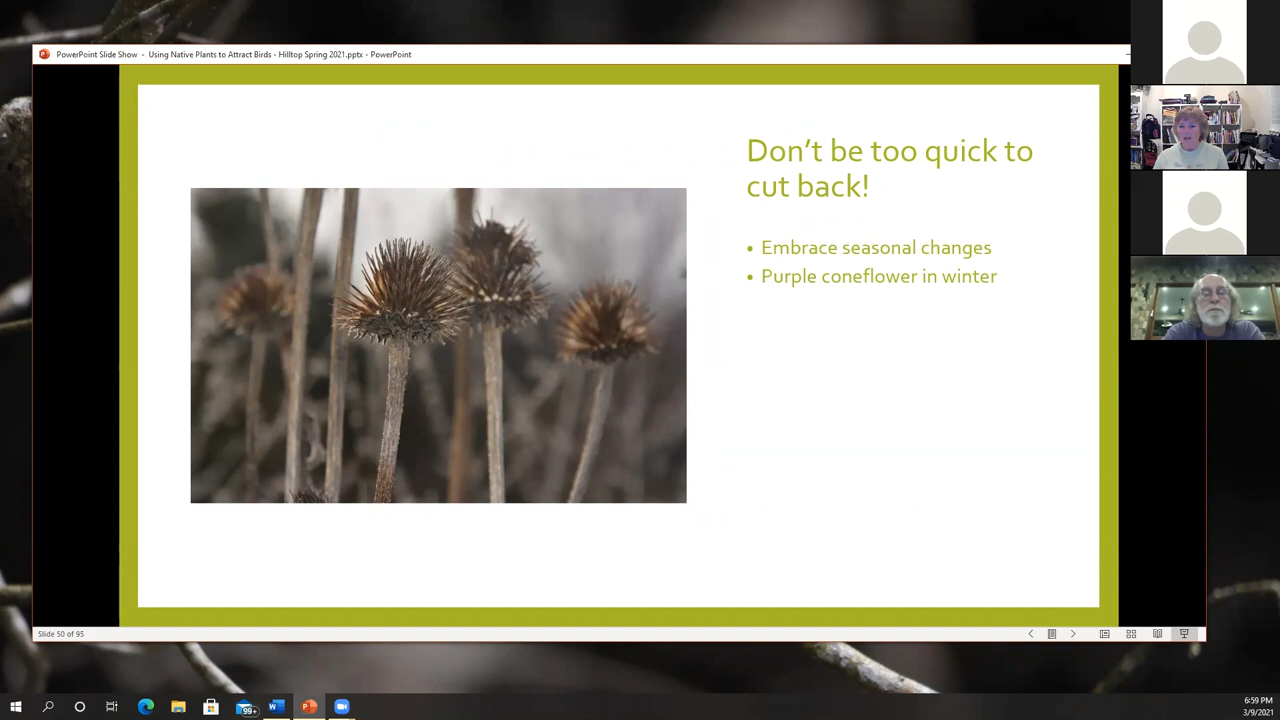 PowerPoint Slide Show - Using Native Plants to Attract Birds - Hilltop Spring 2021.pptx - PowerPoint
Don't be too quick to
cut back!
• Embrace seasonal changes
• Purple coneflower in winter
Slide 50 of 95
99+
6:59 PM
3/9/2021